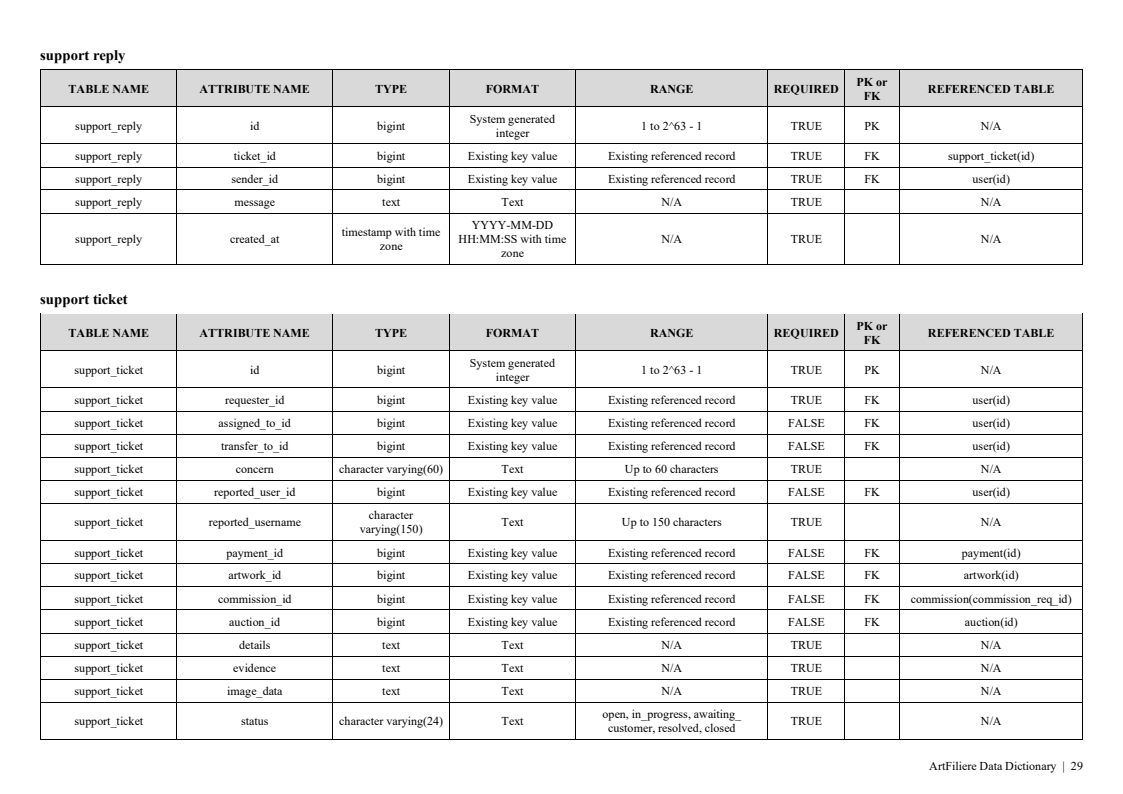 support reply
TABLE NAME ATTRIBUTE NAME TYPE FORMAT RANGE REQUIRED PK or FK REFERENCED TABLE
support_reply id bigint System generated integer 1 to 2^63 - 1 TRUE PK N/A
support_reply ticket_id bigint Existing key value Existing referenced record TRUE FK support_ticket(id)
support_reply sender_id bigint Existing key value Existing referenced record TRUE FK user(id)
support_reply message text Text N/A TRUE N/A
support_reply created_at timestamp with time zone YYYY-MM-DD HH:MM:SS with time zone N/A TRUE N/A
support ticket
TABLE NAME ATTRIBUTE NAME TYPE FORMAT RANGE REQUIRED PK or FK REFERENCED TABLE
support_ticket id bigint System generated integer 1 to 2^63 - 1 TRUE PK N/A
support_ticket requester_id bigint Existing key value Existing referenced record TRUE FK user(id)
support_ticket assigned_to_id bigint Existing key value Existing referenced record FALSE FK user(id)
support_ticket transfer_to_id bigint Existing key value Existing referenced record FALSE FK user(id)
support_ticket concern character varying(60) Text Up to 60 characters TRUE N/A
support_ticket reported_user_id bigint Existing key value Existing referenced record FALSE FK user(id)
support_ticket reported_username character varying(150) Text Up to 150 characters TRUE N/A
support_ticket payment_id bigint Existing key value Existing referenced record FALSE FK payment(id)
support_ticket artwork_id bigint Existing key value Existing referenced record FALSE FK artwork(id)
support_ticket commission_id bigint Existing key value Existing referenced record FALSE FK commission(commission_req_id)
support_ticket auction_id bigint Existing key value Existing referenced record FALSE FK auction(id)
support_ticket details text Text N/A TRUE N/A
support_ticket evidence text Text N/A TRUE N/A
support_ticket image_data text Text N/A TRUE N/A
support_ticket status character varying(24) Text open, in_progress, awaiting_ customer, resolved, closed TRUE N/A
ArtFiliere Data Dictionary | 29